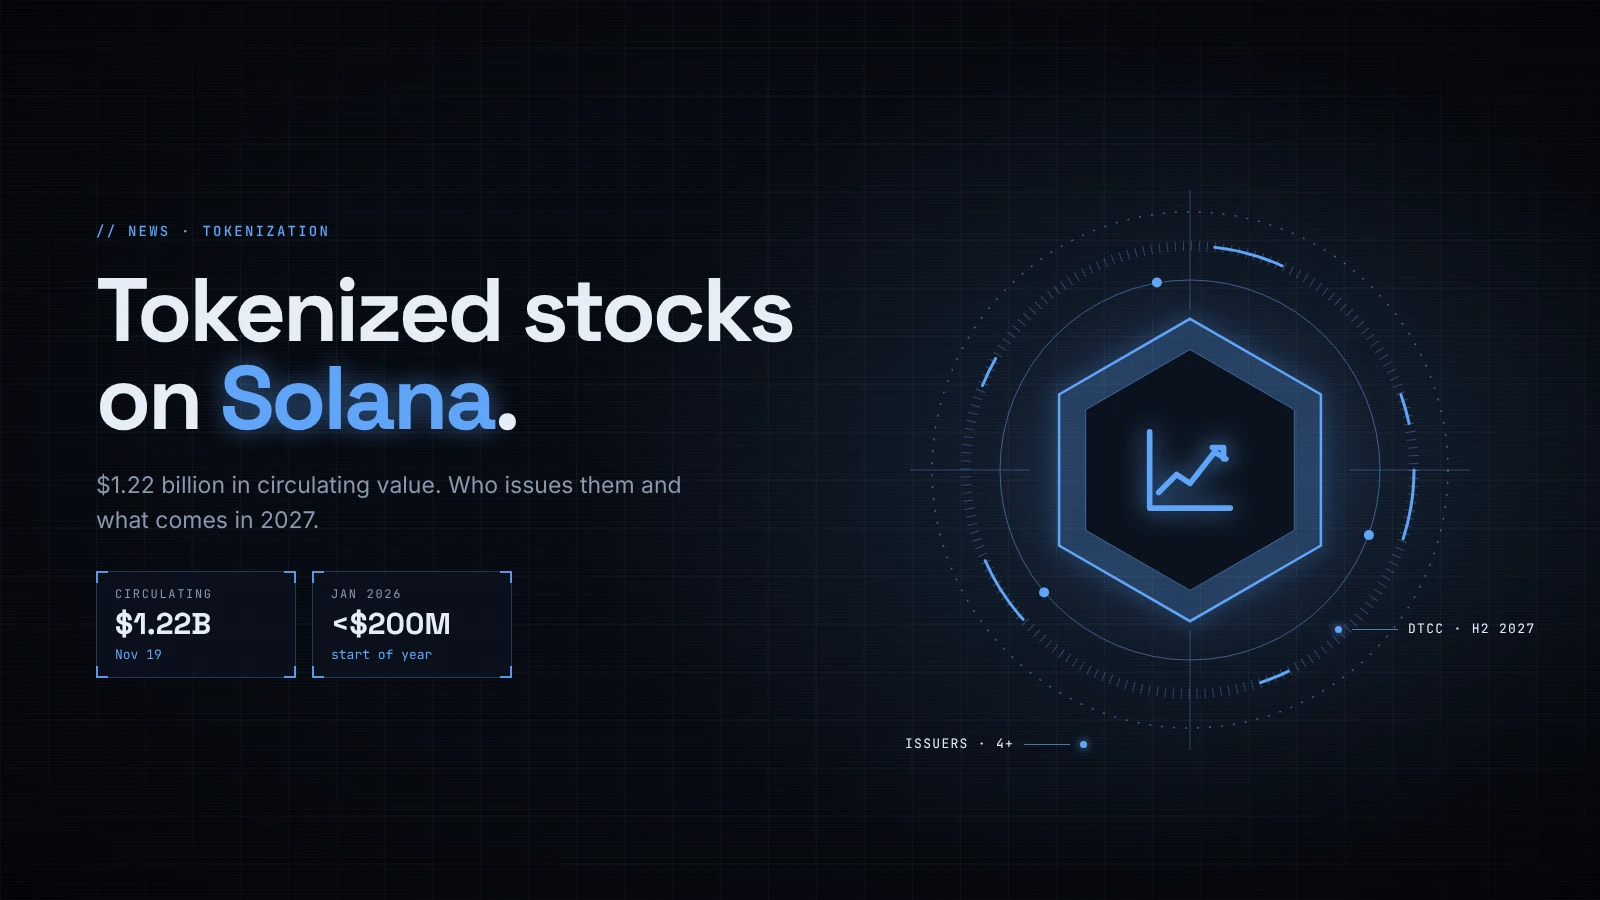 // NEWS · TOKENIZATION
Tokenized stocks
on Solana.
$1.22 billion in circulating value. Who issues them and
what comes in 2027.
CIRCULATING
$1.22B
Nov 19
JAN 2026
<$200M
start of year
DTCC · H2 2027
ISSUERS · 4+